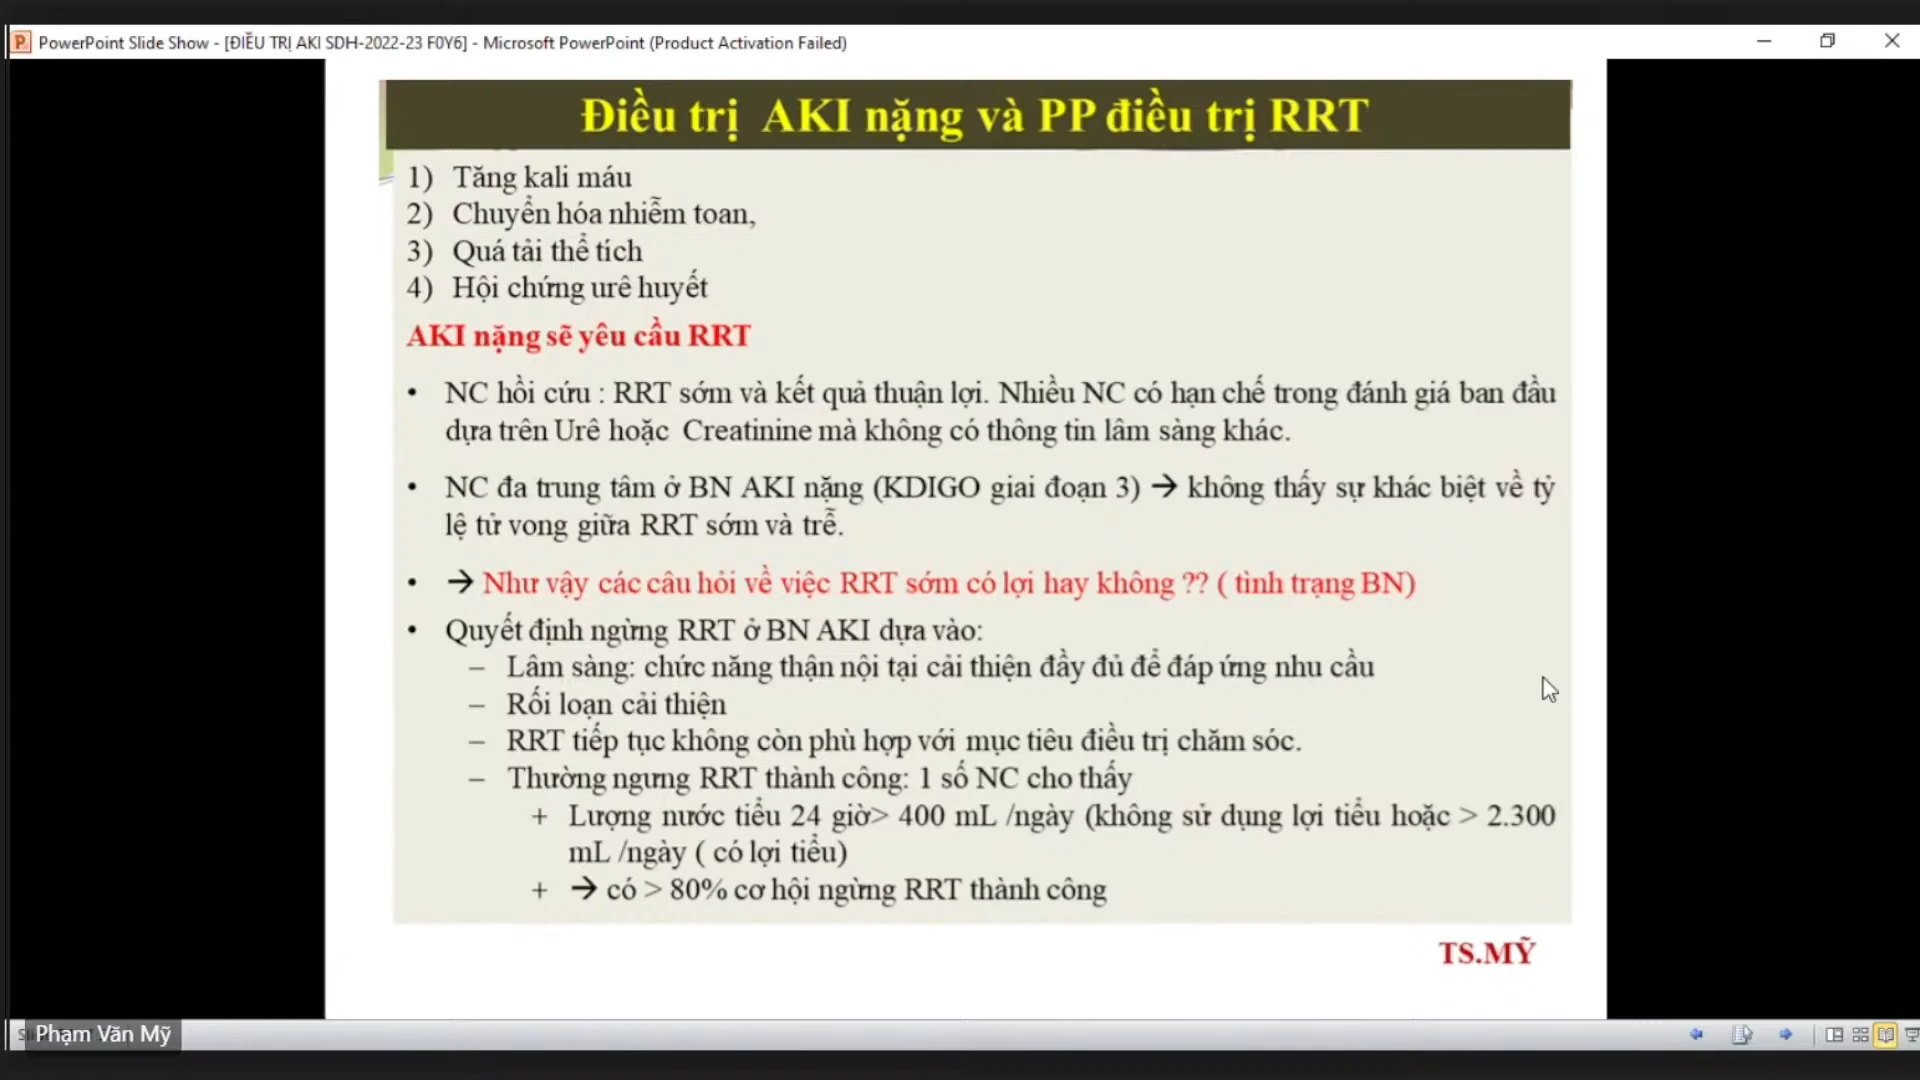 PowerPoint Slide Show - [ĐIỀU TRỊ AKI SDH-2022-23 F0Y6] - Microsoft PowerPoint (Product Activation Failed)
Điều trị AKI nặng và PP điều trị RRT
1) Tăng kali máu
2) Chuyển hóa nhiễm toan,
3) Quá tải thể tích
4) Hội chứng urê huyết
AKI nặng sẽ yêu cầu RRT
• NC hồi cứu : RRT sớm và kết quả thuận lợi. Nhiều NC có hạn chế trong đánh giá ban đầu
dựa trên Urê hoặc Creatinine mà không có thông tin lâm sàng khác.
• NC đa trung tâm ở BN AKI nặng (KDIGO giai đoạn 3) → không thấy sự khác biệt về tỷ
lệ tử vong giữa RRT sớm và trễ.
• → Như vậy các câu hỏi về việc RRT sớm có lợi hay không ?? ( tình trạng BN)
• Quyết định ngừng RRT ở BN AKI dựa vào:
– Lâm sàng: chức năng thận nội tại cải thiện đầy đủ để đáp ứng nhu cầu
– Rối loạn cải thiện
– RRT tiếp tục không còn phù hợp với mục tiêu điều trị chăm sóc.
– Thường ngưng RRT thành công: 1 số NC cho thấy
+ Lượng nước tiểu 24 giờ> 400 mL /ngày (không sử dụng lợi tiểu hoặc > 2.300
mL /ngày ( có lợi tiểu)
+ → có > 80% cơ hội ngừng RRT thành công
TS.MỸ
Phạm Văn Mỹ